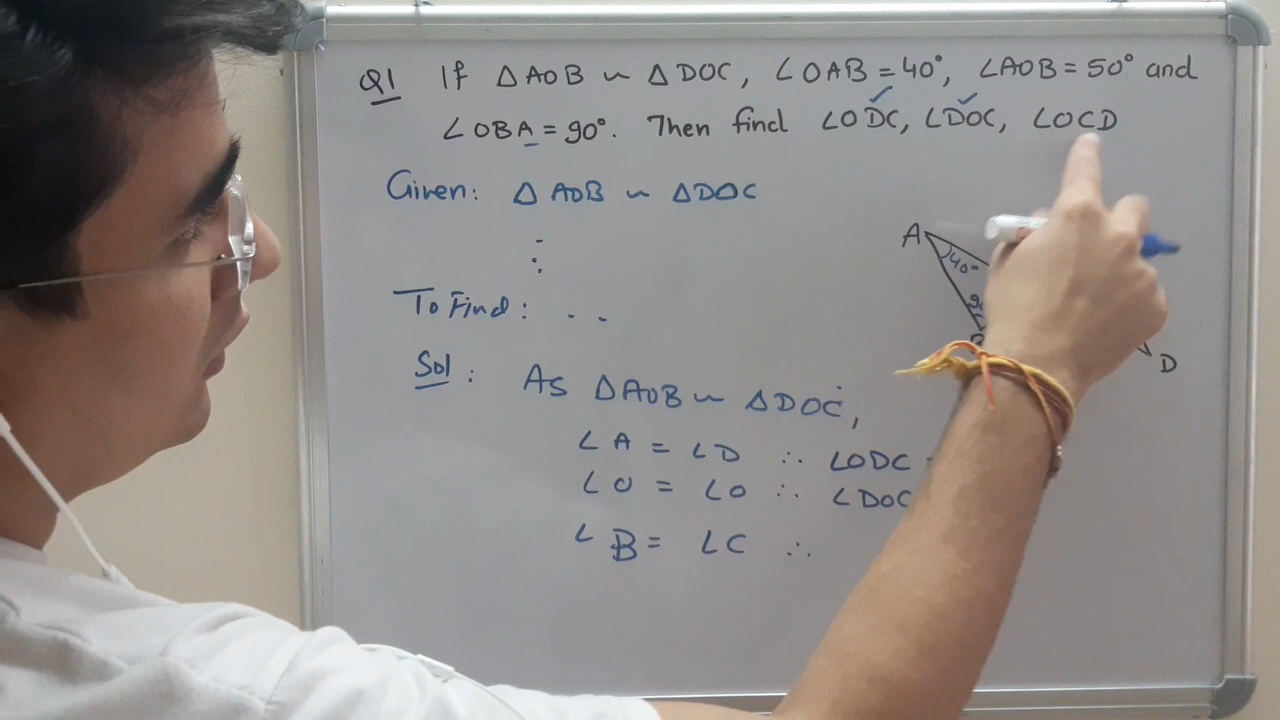 Q1 If △AOB ~ △DOC, ∠OAB = 40°, ∠AOB = 50° and
∠OBA = 90°. Then find ∠ODC, ∠DOC, ∠OCD
Given: △AOB ~ △DOC
:
To Find: . .
Sol: As △AOB ~ △DOC,
∠A = ∠D ∴ ∠ODC
∠O = ∠O ∴ ∠DOC
∠B = ∠C ∴
A
40°
D